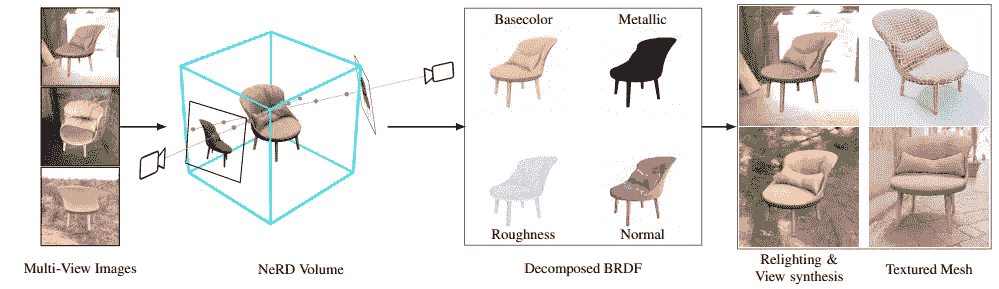 Basecolor
Metallic
Roughness
Normal
Multi-View Images
NeRD Volume
Decomposed BRDF
Relighting &
View synthesis
Textured Mesh